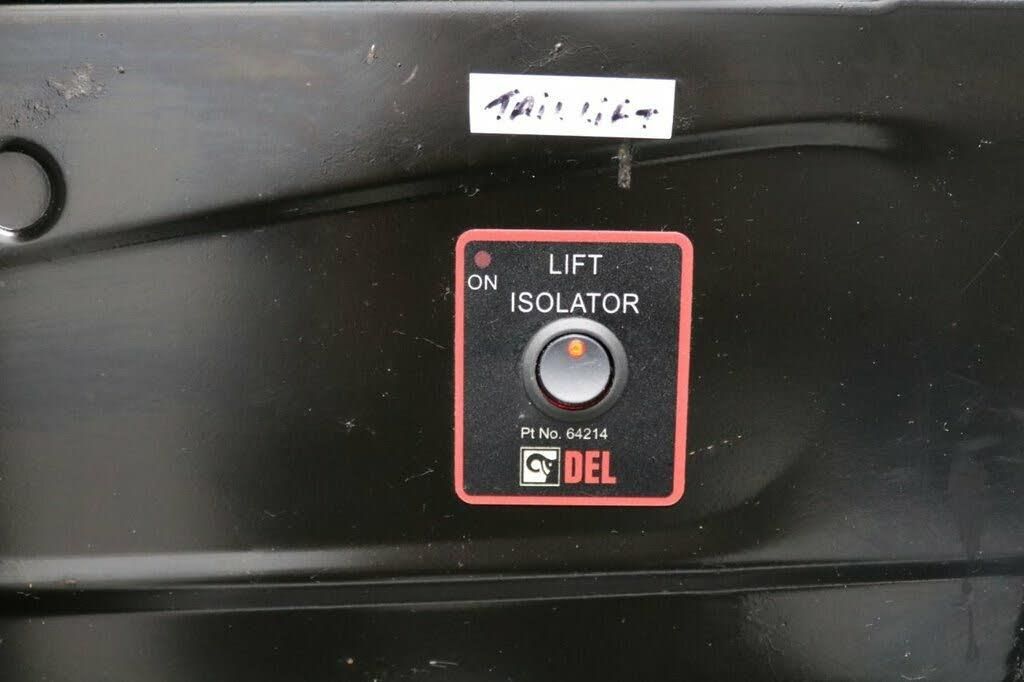 TAIL LIFT
LIFT
ON
ISOLATOR
Pt No. 64214
DEL